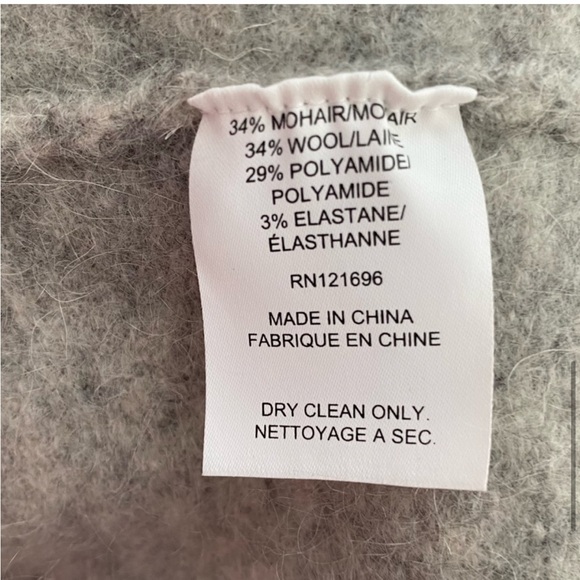 34% MOHAIR/MOAIR
34% WOOL/LAINE
29% POLYAMIDE/
POLYAMIDE
3% ELASTANE/
ÉLASTHANNE
RN121696
MADE IN CHINA
FABRIQUE EN CHINE
DRY CLEAN ONLY.
NETTOYAGE A SEC.